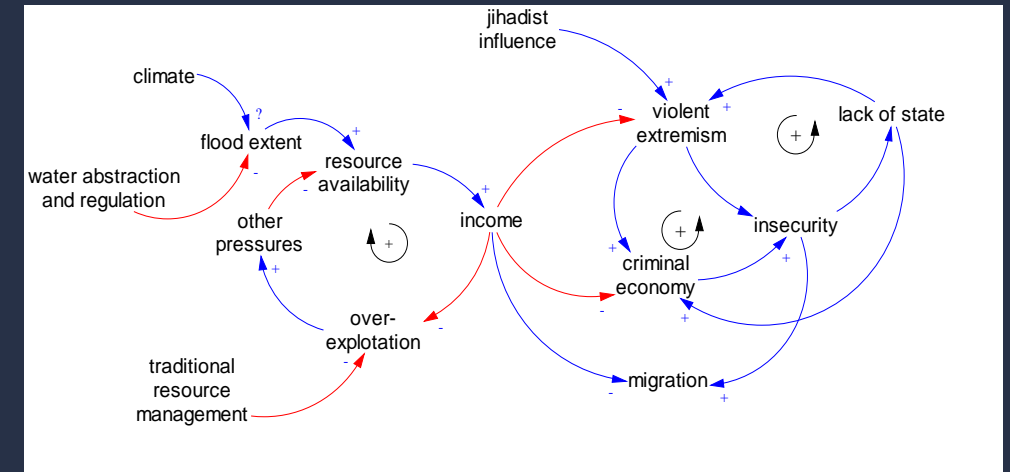 jihadist
influence
climate
+
-
+
violent
extremism
lack of state
?
+
flood extent
+
resource
availability
-
-
water abstraction
and regulation
+
other
pressures
income
+
insecurity
+
+
criminal
economy
+
+
-
+
over-
explotation
-
-
traditional
resource
management
migration
-
+